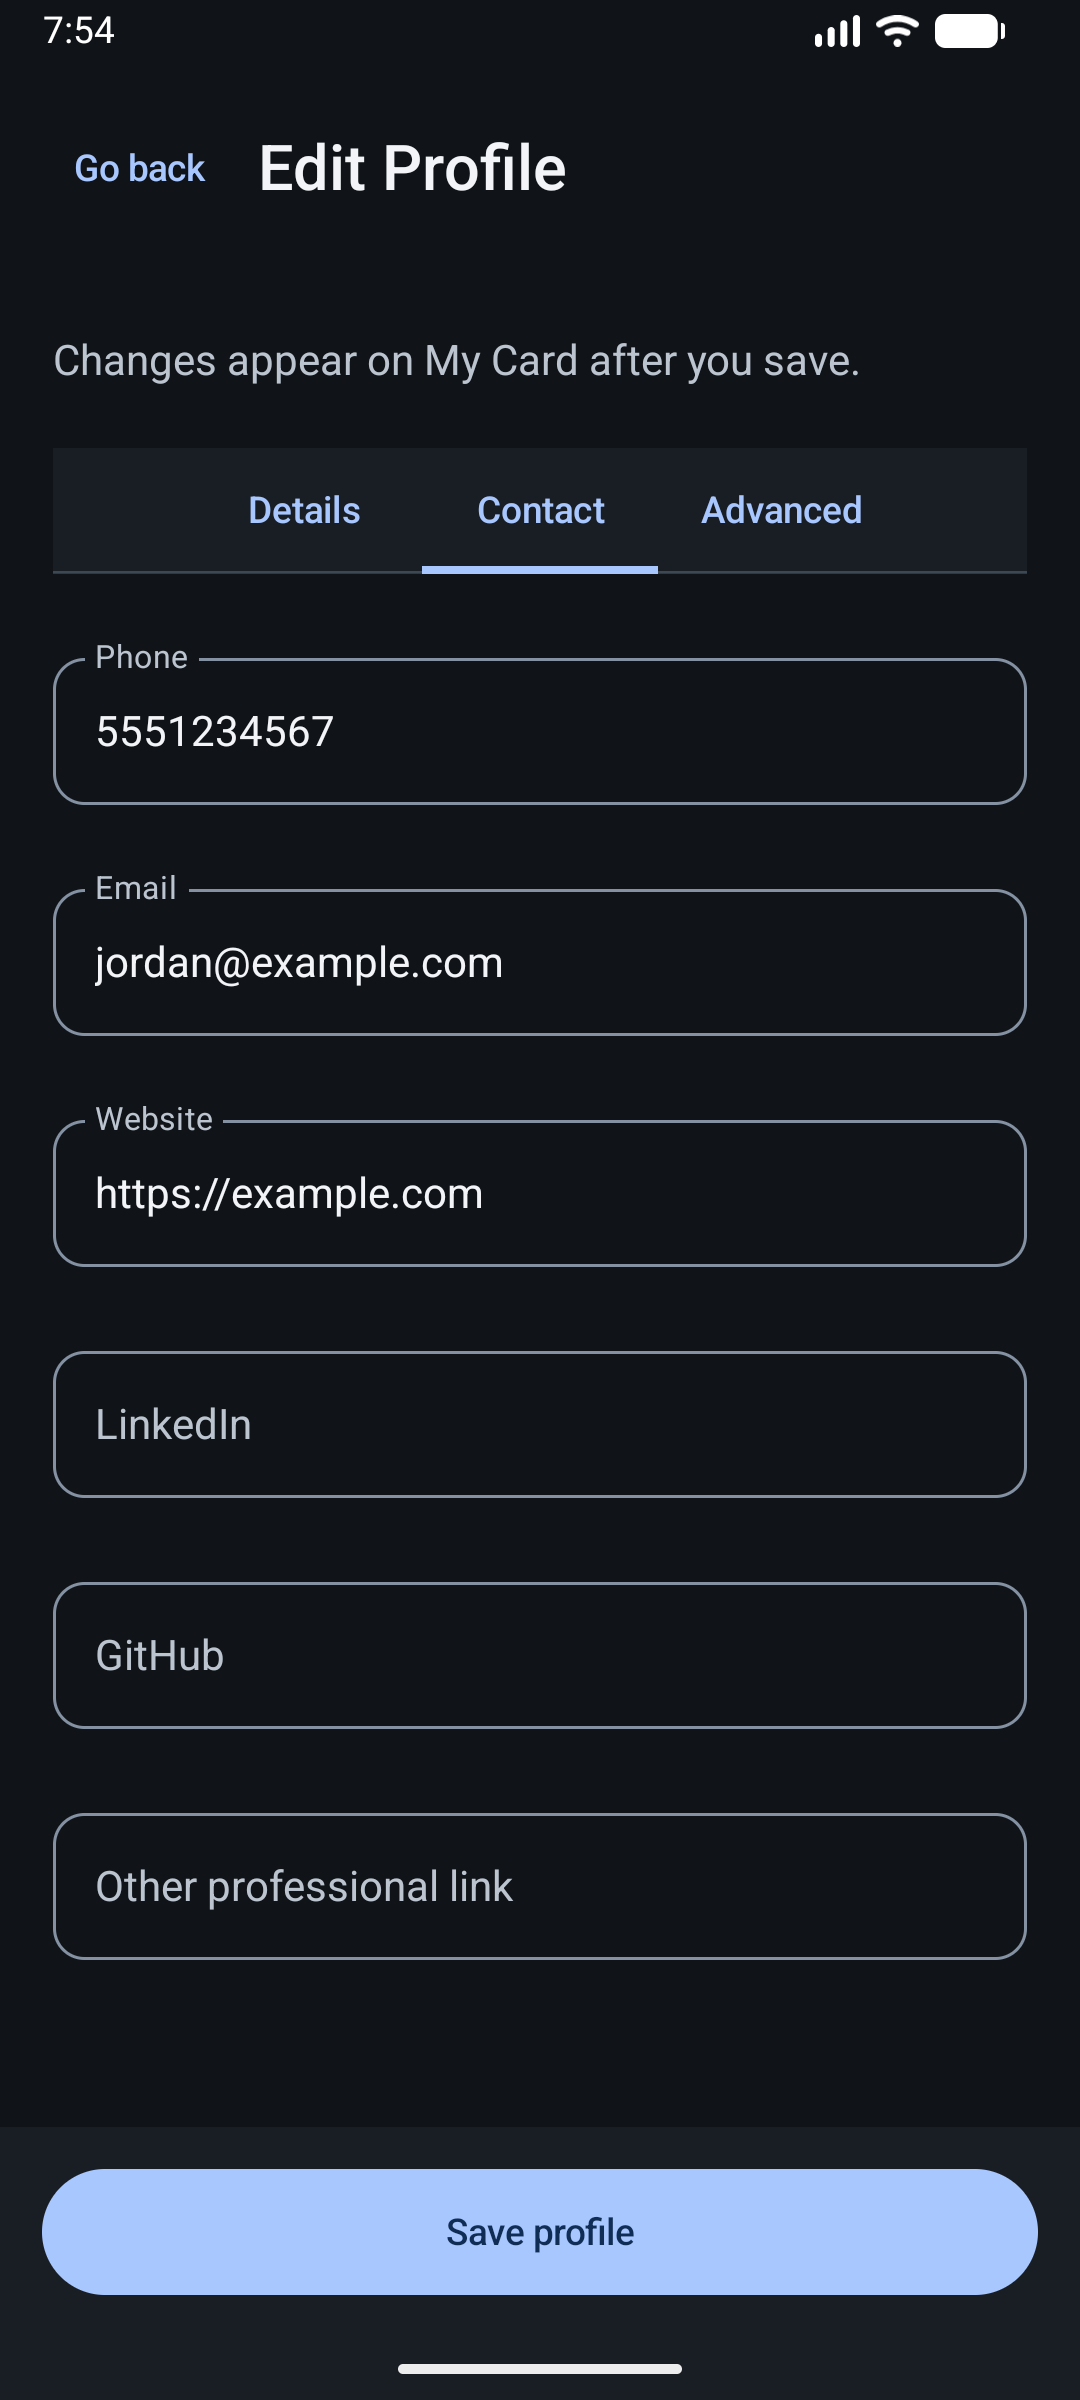 7:54
Go back
Edit Profile
Changes appear on My Card after you save.
Details
Contact
Advanced
Phone
5551234567
Email
jordan@example.com
Website
https://example.com
LinkedIn
GitHub
Other professional link
Save profile